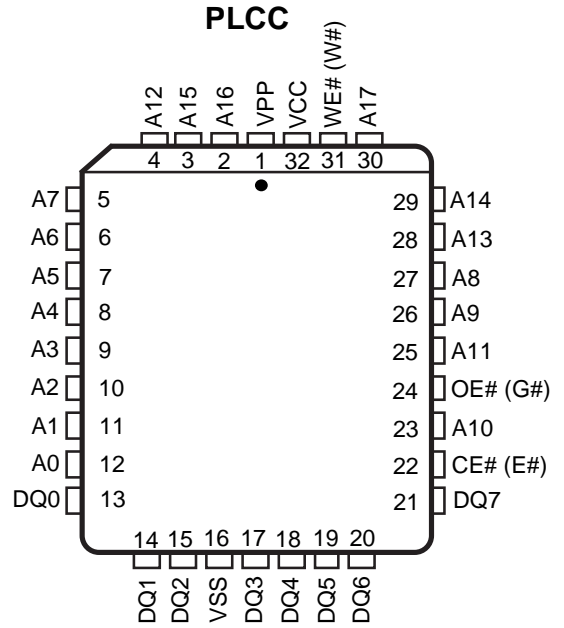 PLCC
A12 A15 A16 VPP VCC WE# (W#) A17
4 3 2 1 32 31 30
A7 5 29 A14
A6 6 28 A13
A5 7 27 A8
A4 8 26 A9
A3 9 25 A11
A2 10 24 OE# (G#)
A1 11 23 A10
A0 12 22 CE# (E#)
DQ0 13 21 DQ7
14 15 16 17 18 19 20
DQ1 DQ2 VSS DQ3 DQ4 DQ5 DQ6